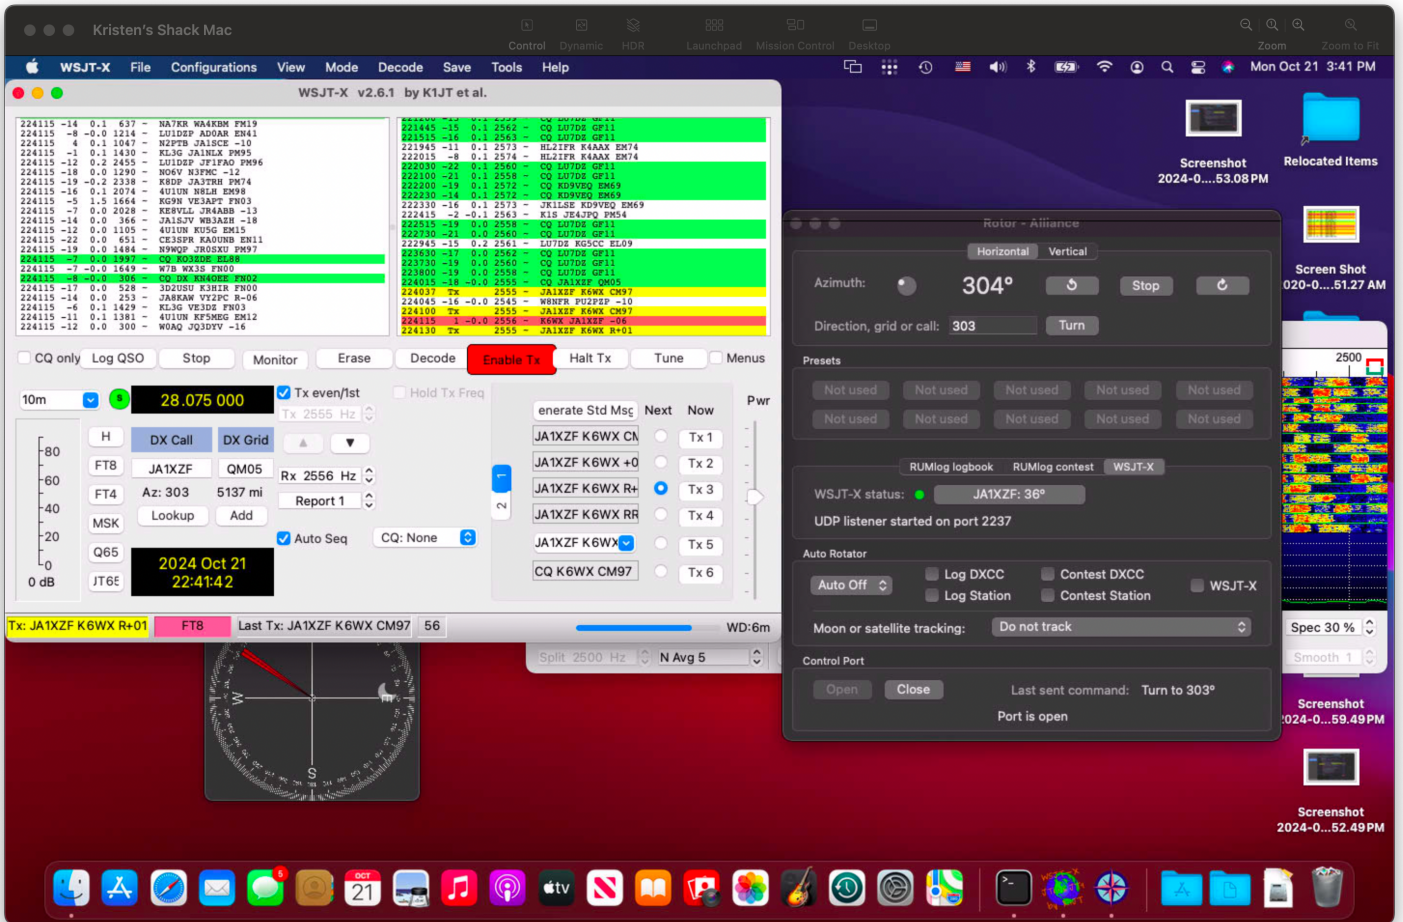 Kristen's Shack Mac
Control Dynamic HDR Launchpad Mission Control Desktop Zoom Zoom to Fit
WSJT-X File Configurations View Mode Decode Save Tools Help Mon Oct 21 3:41 PM
WSJT-X v2.6.1 by K1JT et al.
224115 -14 0.1 637 ~ NA7KR WA4KBM FM19
224115 -8 -0.0 1214 ~ LU1DZP AD0AR EN41
224115 4 0.1 1047 ~ N2PTB JA1SCE -10
224115 -1 0.1 1430 ~ KL3G JA1NLX PM95
224115 -12 0.2 2455 ~ LU1DZP JF1FAO PM96
224115 -18 0.0 1290 ~ NO6V N3FMC -12
224115 -19 -0.2 2338 ~ K8DP JA3TRH PM74
224115 -16 0.1 2074 ~ 4U1UN N8LH EM98
224115 -5 1.5 1664 ~ KG9N VE3APT FN03
224115 -7 0.0 2028 ~ KE8VLL JR4ABB -13
224115 -14 0.0 366 ~ JA1SJV WB3AZH -18
224115 -12 0.0 1105 ~ 4U1UN KU5G EM15
224115 -22 0.0 651 ~ CE3SPR KA0UNB EN11
224115 -19 0.0 1484 ~ N9WQP JR0SXU PM97
224115 -7 0.0 1997 ~ CQ KO3ZDE EL88
224115 -7 -0.0 1649 ~ W7B WX3S FN00
224115 -8 -0.0 306 ~ CQ DX KN4OEE FN02
224115 -17 0.0 528 ~ 3D2USU K3HIR FN00
224115 -14 0.0 253 ~ JA8KAW VY2PC R-06
224115 -6 0.1 1429 ~ KL3G VE3DZ FN03
224115 -11 0.1 1381 ~ 4U1UN KF5MEG EM12
224115 -12 0.0 300 ~ W0AQ JQ3DYV -16
221445 -15 0.1 2562 ~ CQ LU7DZ GF11
221515 -16 0.1 2563 ~ CQ LU7DZ GF11
221945 -11 0.1 2573 ~ HL2IFR K4AAX EM74
222015 -8 0.1 2574 ~ HL2IFR K4AAX EM74
222030 -22 0.1 2560 ~ CQ LU7DZ GF11
222100 -21 0.1 2558 ~ CQ LU7DZ GF11
222200 -19 0.1 2572 ~ CQ KD9VEQ EM69
222230 -14 0.1 2572 ~ CQ KD9VEQ EM69
222330 -16 0.1 2573 ~ JK1LSE KD9VEQ EM69
222415 -2 -0.1 2563 ~ K1S JE4JPQ PM54
222515 -19 0.0 2558 ~ CQ LU7DZ GF11
222730 -21 0.0 2560 ~ CQ LU7DZ GF11
222945 -15 0.2 2561 ~ LU7DZ KG5CC EL09
223630 -17 0.0 2562 ~ CQ LU7DZ GF11
223730 -19 0.0 2560 ~ CQ LU7DZ GF11
223800 -19 0.0 2558 ~ CQ LU7DZ GF11
224015 -18 -0.0 2555 ~ CQ JA1XZF QM05
224037 Tx 2555 ~ JA1XZF K6WX CM97
224045 -16 -0.0 2545 ~ W8NFR PU2PZP -10
224100 Tx 2555 ~ JA1XZF K6WX CM97
224115 1 -0.0 2556 ~ K6WX JA1XZF -06
224130 Tx 2555 ~ JA1XZF K6WX R+01
CQ only Log QSO Stop Monitor Erase Decode Enable Tx Halt Tx Tune Menus
10m S 28.075 000 Tx even/1st Hold Tx Freq
Tx 2555 Hz
H DX Call DX Grid
FT8 JA1XZF QM05 Rx 2556 Hz
FT4 Az: 303 5137 mi Report 1
MSK Lookup Add
Q65 Auto Seq CQ: None
JT65 2024 Oct 21
22:41:42
-80
-60
-40
-20
0
0 dB
enerate Std Msg Next Now Pwr
JA1XZF K6WX CM Tx 1
JA1XZF K6WX +0 Tx 2
JA1XZF K6WX R+ Tx 3
JA1XZF K6WX RR Tx 4
JA1XZF K6WX Tx 5
CQ K6WX CM97 Tx 6
1
2
Tx: JA1XZF K6WX R+01 FT8 Last Tx: JA1XZF K6WX CM97 56 WD:6m
Split 2500 Hz N Avg 5
W
E
S
Rotor - Alliance
Horizontal Vertical
Azimuth: 304º Stop
Direction, grid or call: 303 Turn
Presets
Not used Not used Not used Not used Not used
Not used Not used Not used Not used Not used
RUMlog logbook RUMlog contest WSJT-X
WSJT-X status: JA1XZF: 36º
UDP listener started on port 2237
Auto Rotator
Auto Off Log DXCC Contest DXCC WSJT-X
Log Station Contest Station
Moon or satellite tracking: Do not track
Control Port
Open Close Last sent command: Turn to 303º
Port is open
Screenshot
2024-0....53.08 PM
Relocated Items
Screen Shot
020-0....51.27 AM
2500
Spec 30 %
Smooth 1
Screenshot
2024-0...59.49 PM
Screenshot
2024-0...52.49 PM
5
OCT
21
tv